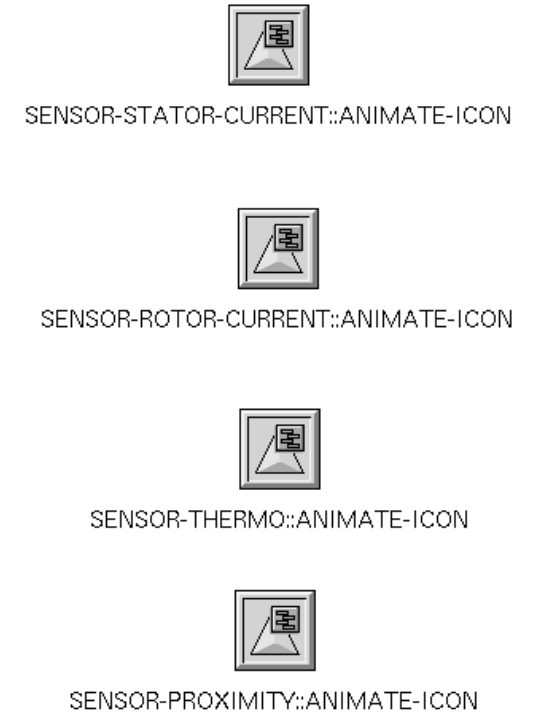 SENSOR-STATOR-CURRENT::ANIMATE-ICON
SENSOR-ROTOR-CURRENT::ANIMATE-ICON
SENSOR-THERMO::ANIMATE-ICON
SENSOR-PROXIMITY::ANIMATE-ICON